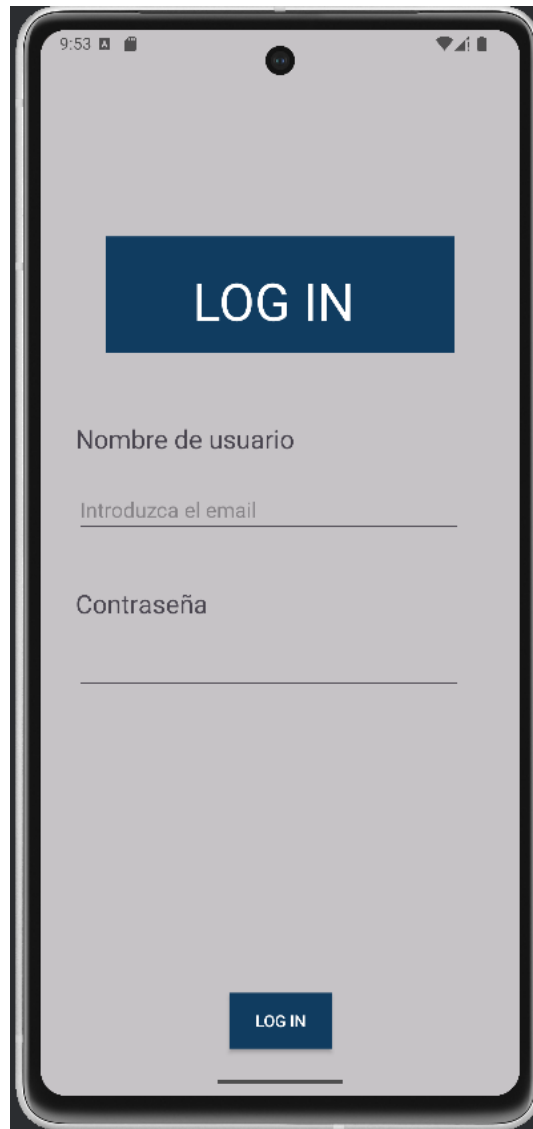 9:53
LOG IN
Nombre de usuario
Introduzca el email
Contraseña
LOG IN